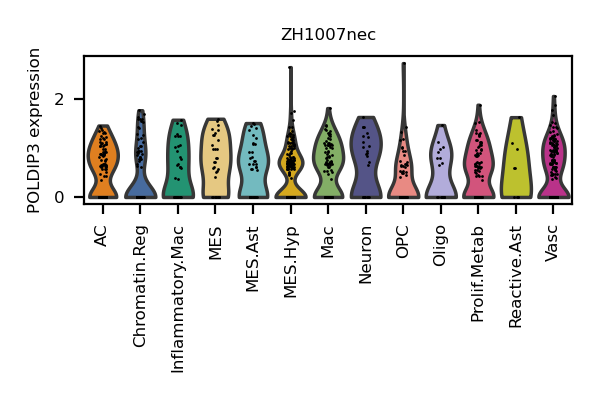 ZH1007nec
POLDIP3 expression
2
0
AC
Chromatin.Reg
Inflammatory.Mac
MES
MES.Ast
MES.Hyp
Mac
Neuron
OPC
Oligo
Prolif.Metab
Reactive.Ast
Vasc